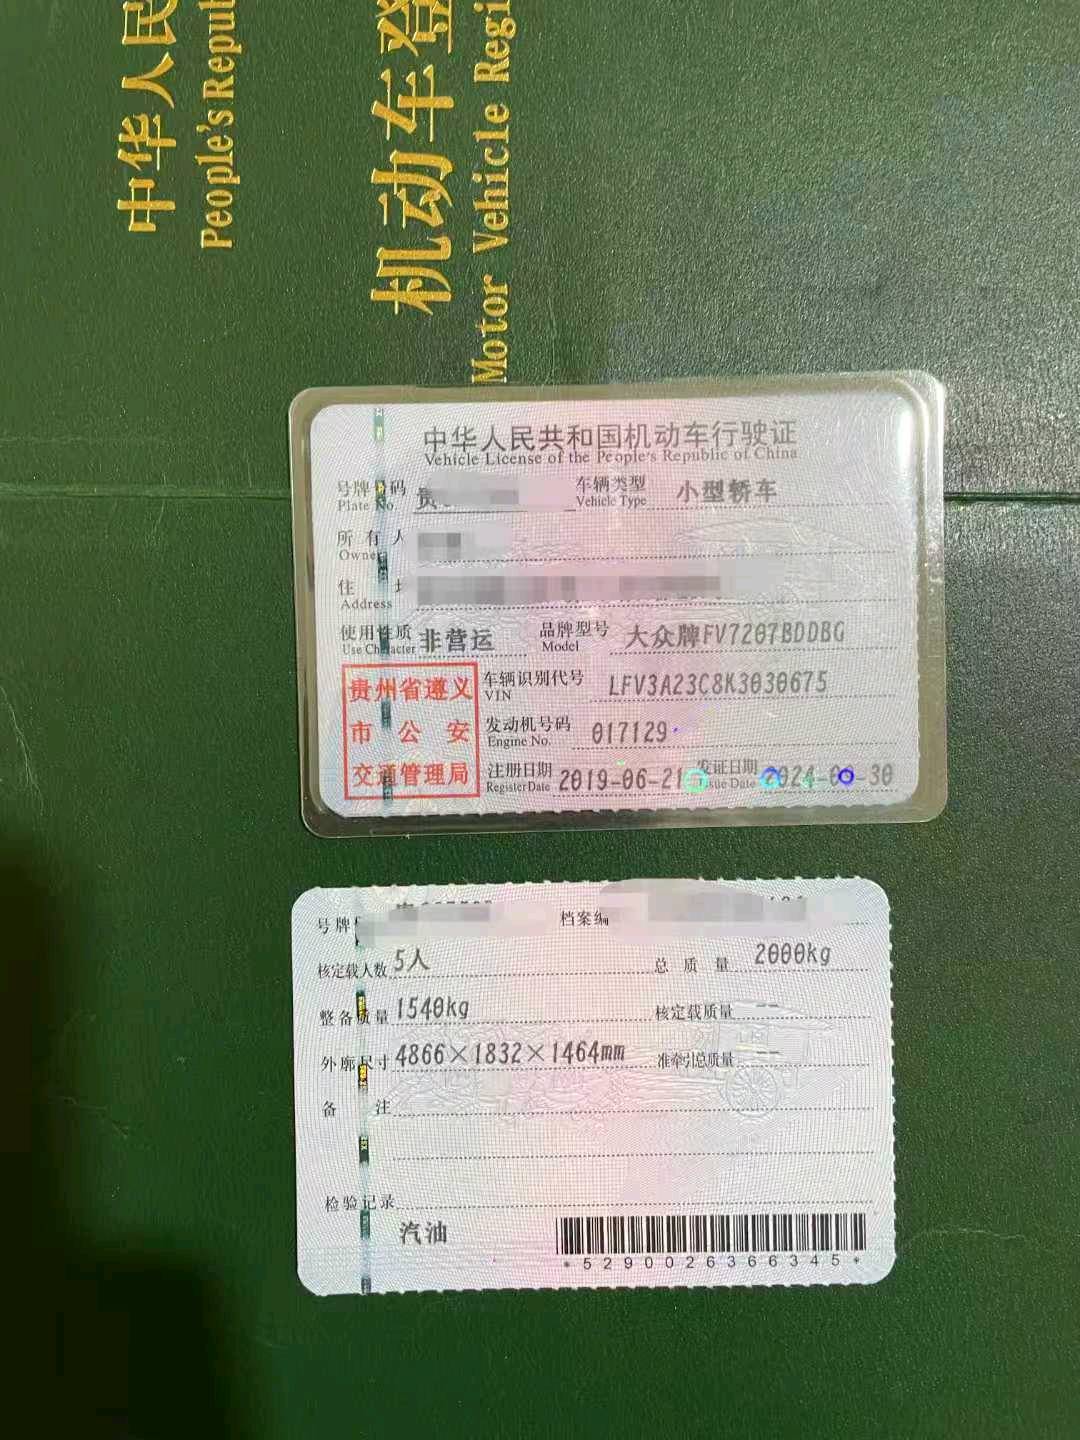 中华人民
People's Repu
机动车登
Motor Vehicle Regi
中华人民共和国机动车行驶证
Vehicle License of the People's Republic of China
号牌号码 贵 车辆类型 小型轿车
Plate No. Vehicle Type
所有人
Owner
住
Address
使用性质 非营运 品牌型号 大众牌FV7207BDDBG
Use Character Model
贵州省遵义
市公安
交通管理局
车辆识别代号 LFV3A23C8K3030675
VIN
发动机号码 017129
Engine No.
注册日期 2019-06-21 发证日期 2024-0 -30
Register Date Issue Date
号牌 档案编
核定载人数 5人 总质量 2000kg
整备质量 1540kg 核定载质量 --
外廓尺寸 4866×1832×1464mm 准牵引总质量 --
备注
检验记录
汽油
*5290026366345*